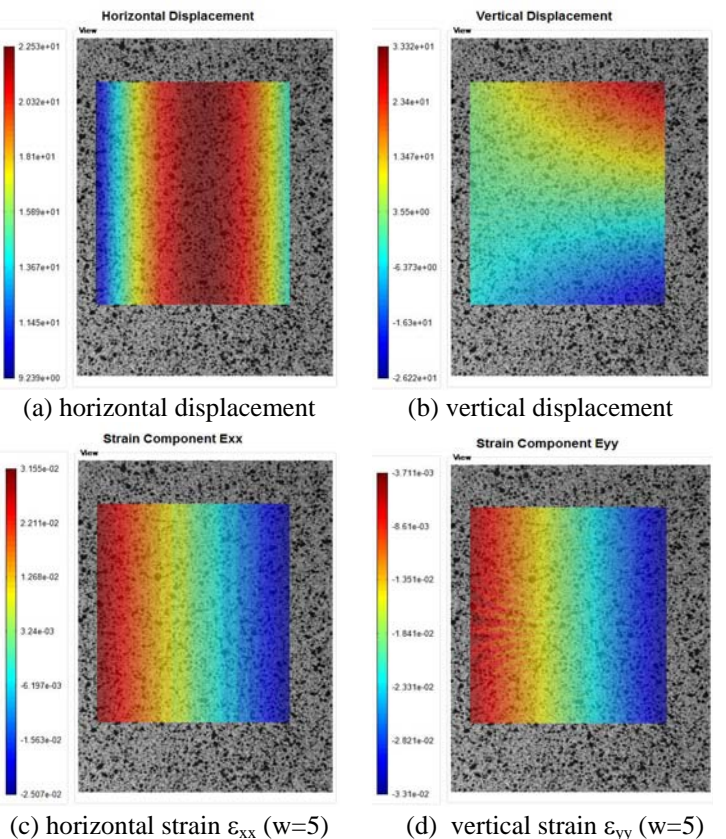 Horizontal Displacement
View
2.253e+01
2.032e+01
1.81e+01
1.589e+01
1.367e+01
1.145e+01
9.239e+00
Vertical Displacement
View
3.332e+01
2.34e+01
1.347e+01
3.55e+00
-6.373e+00
-1.63e+01
-2.622e+01
(a) horizontal displacement
(b) vertical displacement
Strain Component Exx
View
3.155e-02
2.211e-02
1.268e-02
3.24e-03
-6.197e-03
-1.563e-02
-2.507e-02
Strain Component Eyy
View
-3.711e-03
-8.61e-03
-1.351e-02
-1.841e-02
-2.331e-02
-2.821e-02
-3.31e-02
(c) horizontal strain εxx (w=5)
(d) vertical strain εyy (w=5)